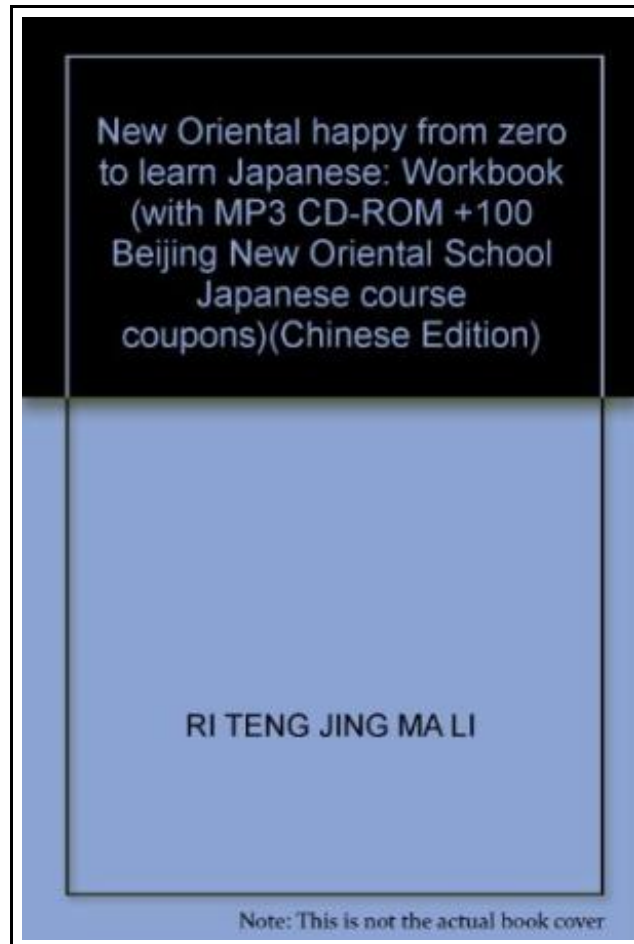 New Oriental happy from zero
to learn Japanese: Workbook
(with MP3 CD-ROM +100
Beijing New Oriental School
Japanese course
coupons)(Chinese Edition)
RI TENG JING MA LI
Note: This is not the actual book cover